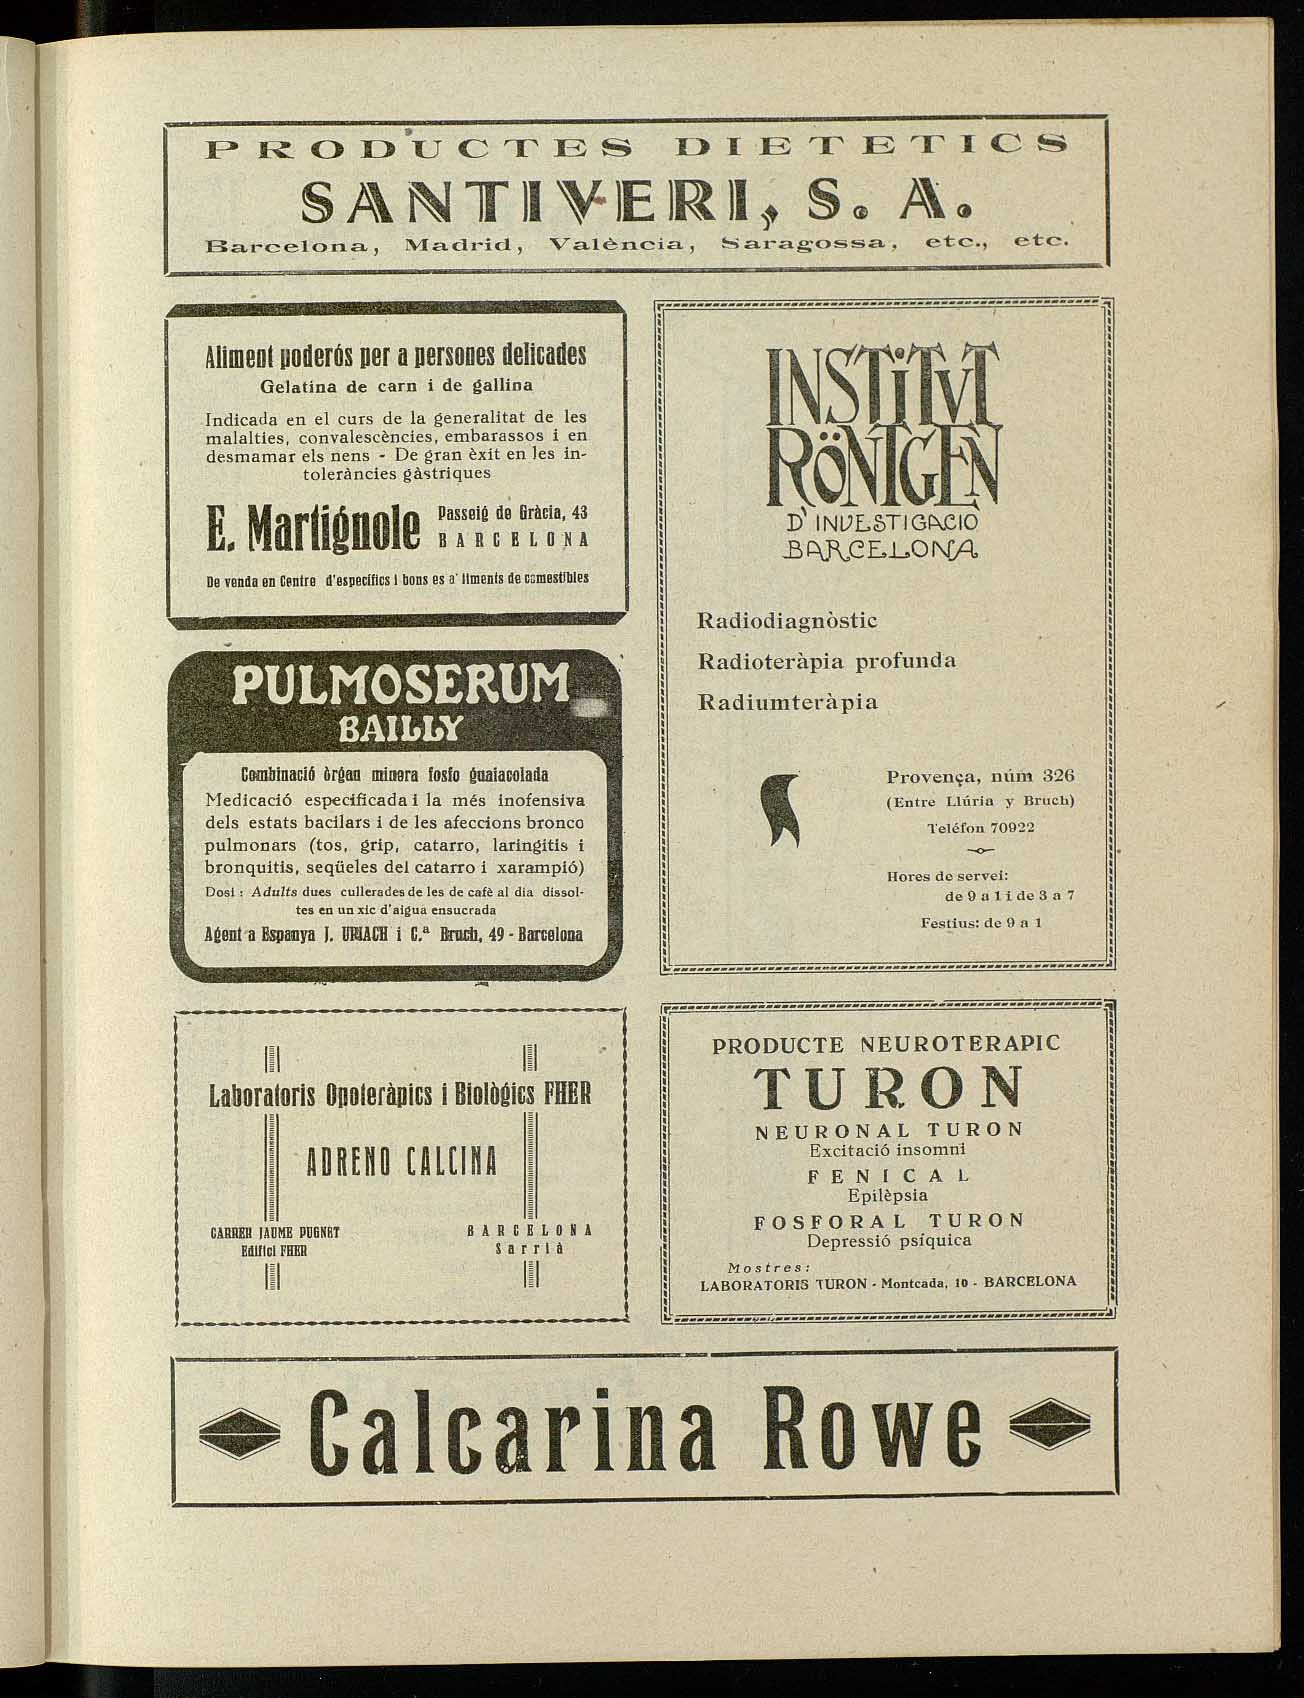 PRODUCTES DIETETICS
SANTIVERI, S. A.
Barcelona, Madrid, València, Saragossa, etc., etc.
Aliment poderós per a persones delicades
Gelatina de carn i de gallina
Indicada en el curs de la generalitat de les
malalties, convalescències, embarassos i en
desmamar els nens - De gran èxit en les in-
toleràncies gàstriques
E. Martignole
Passeig de Gràcia, 43
BARCELONA
De venda en Centre d'específics i bons es a'liments de comestibles
PULMOSERUM
BAILLY
Combinació òrgan minera fosfo guaiacolada
Medicació especificada i la més inofensiva
dels estats bacilars i de les afeccions bronco
pulmonars (tos, grip, catarro, laringitis i
bronquitis, seqüeles del catarro i xarampió)
Dosi: Adults dues cullerades de les de cafè al dia dissol-
tes en un xic d'aigua ensucrada
Agent a Espanya J. URIACH i C.ª Bruch, 49 - Barcelona
INSTITVT
RÖNTGEN
D'INVESTIGACIO
BARCELONA
Radiodiagnòstic
Radioteràpia profunda
Radiumteràpia
Provença, núm 326
(Entre Llúria y Bruch)
Telèfon 70922
Hores de servei:
de 9 a 1 i de 3 a 7
Festius: de 9 a 1
Laboratoris Opoteràpics i Biològics FHER
ADRENO CALCINA
CARRER JAUME PUGNET
Edifici FHER
BARCELONA
Sarrià
PRODUCTE NEUROTERAPIC
TURON
NEURONAL TURON
Excitació insomni
FENICAL
Epilèpsia
FOSFORAL TURON
Depressió psíquica
Mostres:
LABORATORIS TURON - Montcada, 10 - BARCELONA
Calcarina Rowe